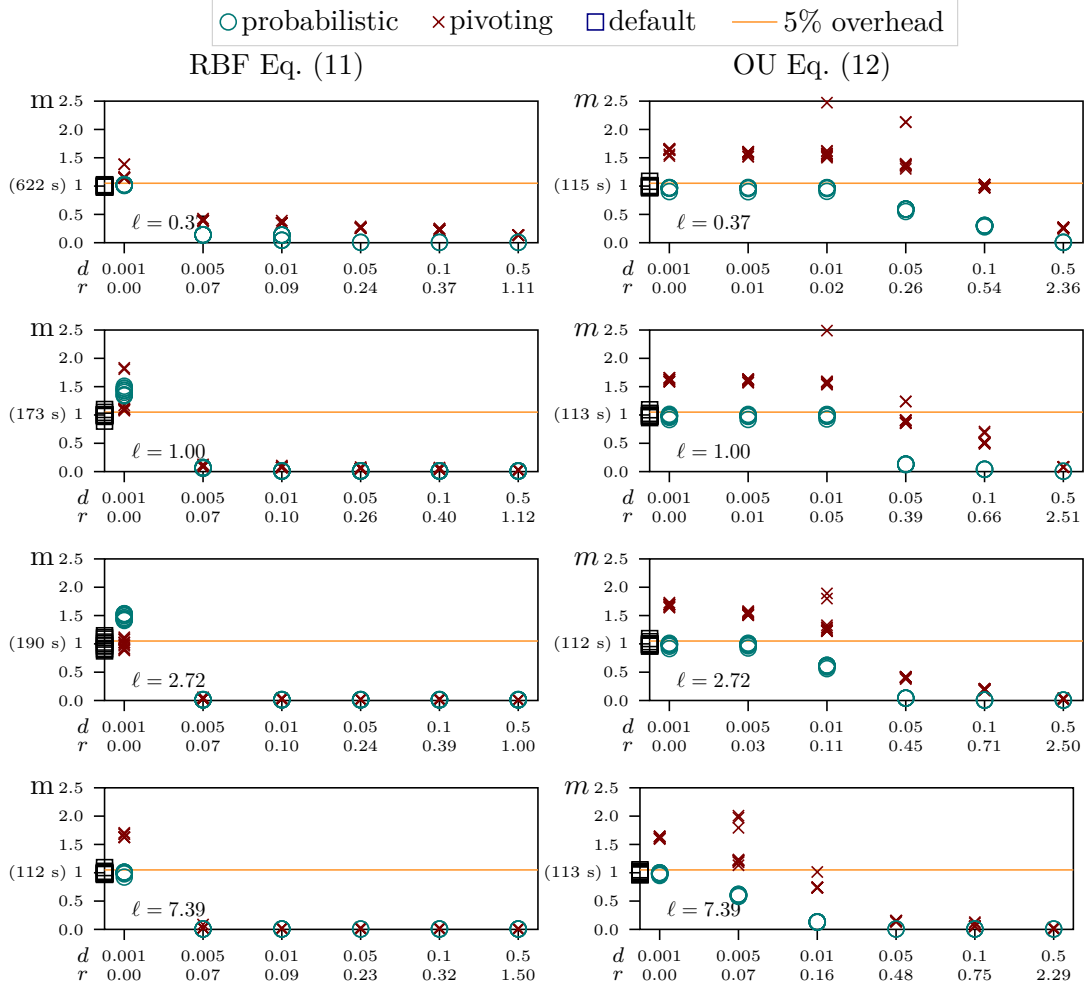 probabilistic pivoting default 5% overhead
RBF Eq. (11) OU Eq. (12)
m 2.5
2.0
1.5
(622 s) 1
0.5
0.0
ℓ = 0.37
d 0.001 0.005 0.01 0.05 0.1 0.5
r 0.00 0.07 0.09 0.24 0.37 1.11
m 2.5
2.0
1.5
(115 s) 1
0.5
0.0
ℓ = 0.37
d 0.001 0.005 0.01 0.05 0.1 0.5
r 0.00 0.01 0.02 0.26 0.54 2.36
m 2.5
2.0
1.5
(173 s) 1
0.5
0.0
ℓ = 1.00
d 0.001 0.005 0.01 0.05 0.1 0.5
r 0.00 0.07 0.10 0.26 0.40 1.12
m 2.5
2.0
1.5
(113 s) 1
0.5
0.0
ℓ = 1.00
d 0.001 0.005 0.01 0.05 0.1 0.5
r 0.00 0.01 0.05 0.39 0.66 2.51
m 2.5
2.0
1.5
(190 s) 1
0.5
0.0
ℓ = 2.72
d 0.001 0.005 0.01 0.05 0.1 0.5
r 0.00 0.07 0.10 0.24 0.39 1.00
m 2.5
2.0
1.5
(112 s) 1
0.5
0.0
ℓ = 2.72
d 0.001 0.005 0.01 0.05 0.1 0.5
r 0.00 0.03 0.11 0.45 0.71 2.50
m 2.5
2.0
1.5
(112 s) 1
0.5
0.0
ℓ = 7.39
d 0.001 0.005 0.01 0.05 0.1 0.5
r 0.00 0.07 0.09 0.23 0.32 1.50
m 2.5
2.0
1.5
(113 s) 1
0.5
0.0
ℓ = 7.39
d 0.001 0.005 0.01 0.05 0.1 0.5
r 0.00 0.07 0.16 0.48 0.75 2.29